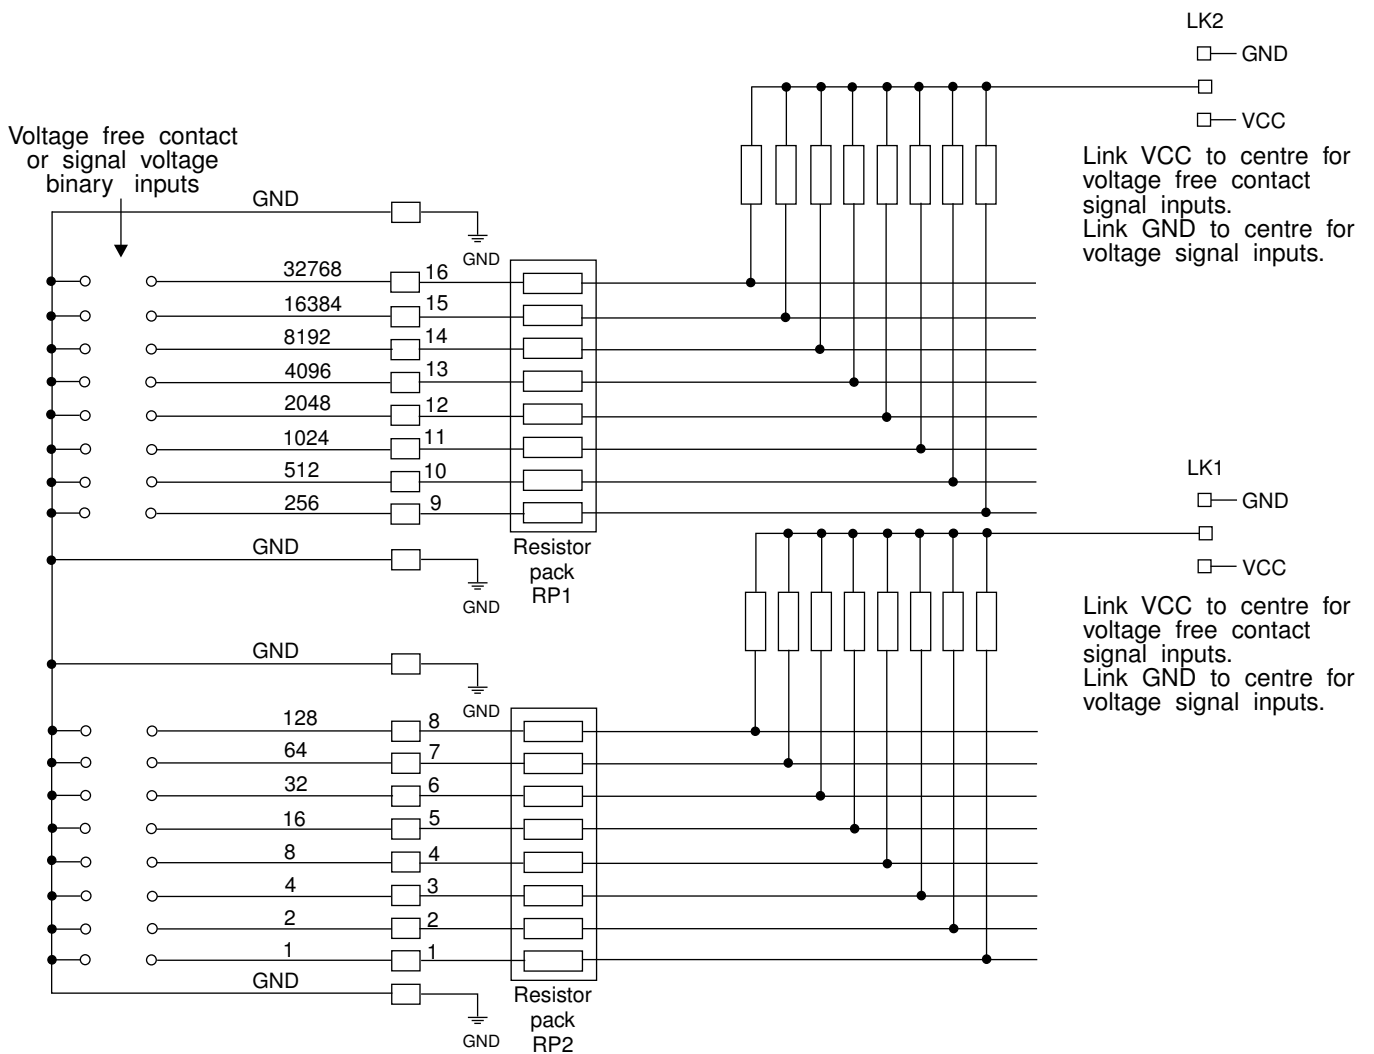 LK2
GND
VCC
Link VCC to centre for
voltage free contact
signal inputs.
Link GND to centre for
voltage signal inputs.
Voltage free contact
or signal voltage
binary inputs
GND
GND
32768 16
16384 15
8192 14
4096 13
2048 12
1024 11
512 10
256 9
GND
GND
Resistor
pack
RP1
LK1
GND
VCC
Link VCC to centre for
voltage free contact
signal inputs.
Link GND to centre for
voltage signal inputs.
GND
GND
128 8
64 7
32 6
16 5
8 4
4 3
2 2
1 1
GND
GND
Resistor
pack
RP2